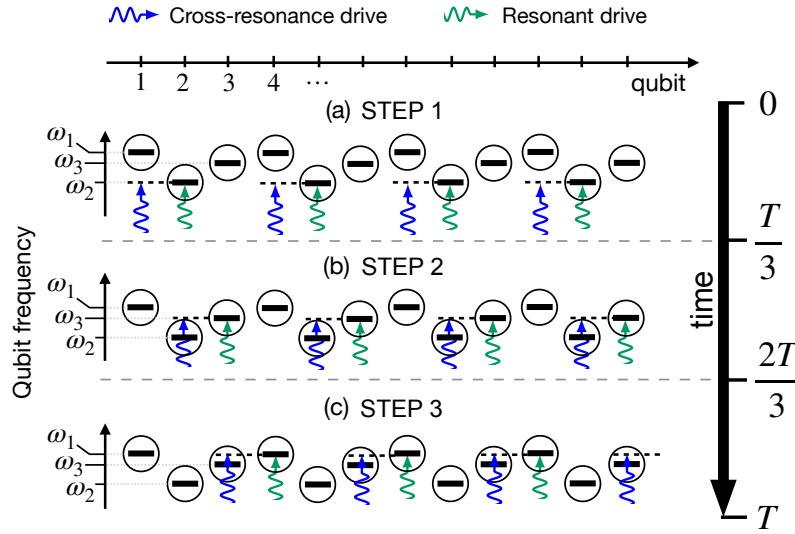 Cross-resonance drive Resonant drive
1 2 3 4 ... qubit
(a) STEP 1
0
ω1
ω3
ω2
T/3
(b) STEP 2
ω1
ω3
ω2
2T/3
(c) STEP 3
ω1
ω3
ω2
T
Qubit frequency
time